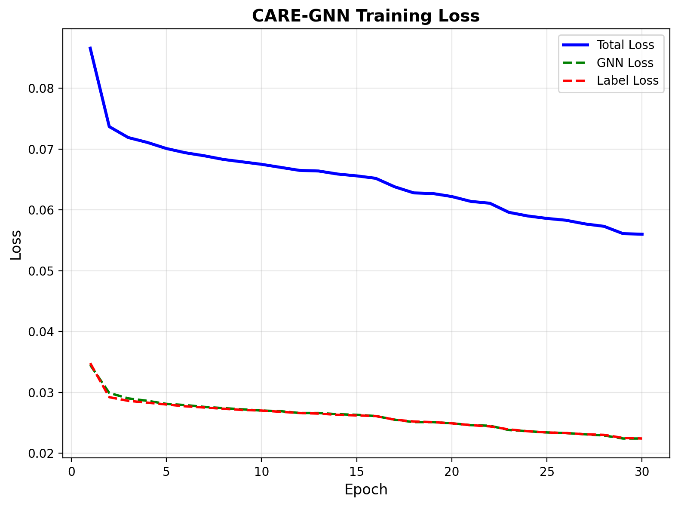 CARE-GNN Training Loss
Total Loss
GNN Loss
Label Loss
0.08
0.07
0.06
0.05
0.04
0.03
0.02
Loss
0 5 10 15 20 25 30
Epoch